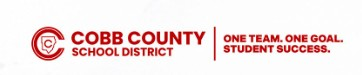 C
COBB COUNTY
SCHOOL DISTRICT
ONE TEAM. ONE GOAL.
STUDENT SUCCESS.